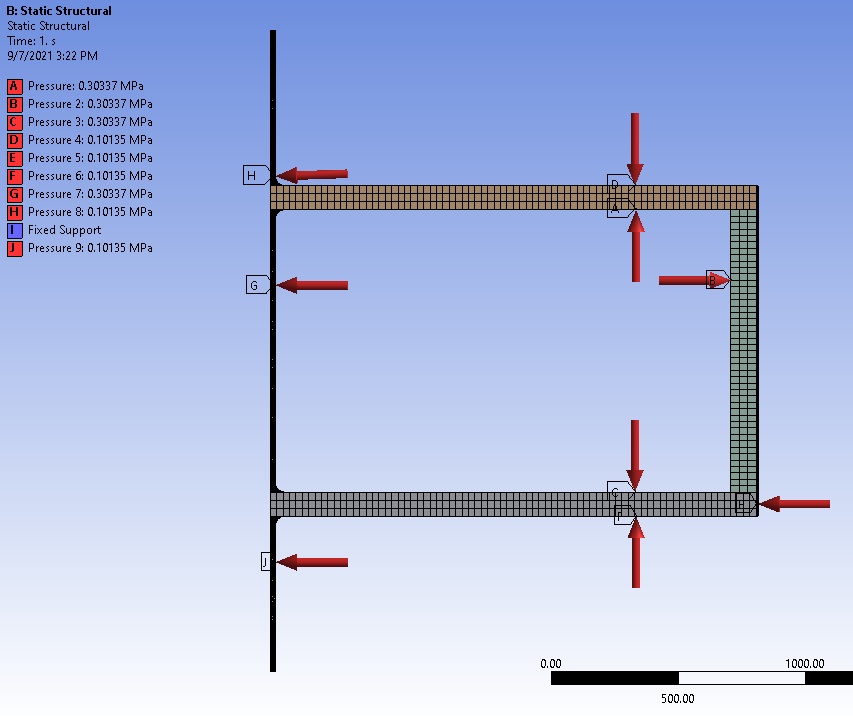 B: Static Structural
Static Structural
Time: 1. s
9/7/2021 3:22 PM
A Pressure: 0.30337 MPa
B Pressure 2: 0.30337 MPa
C Pressure 3: 0.30337 MPa
D Pressure 4: 0.10135 MPa
E Pressure 5: 0.10135 MPa
F Pressure 6: 0.10135 MPa
G Pressure 7: 0.30337 MPa
H Pressure 8: 0.10135 MPa
I Fixed Support
J Pressure 9: 0.10135 MPa
H
D
A
G
B
C
E
F
J
0.00 1000.00
500.00